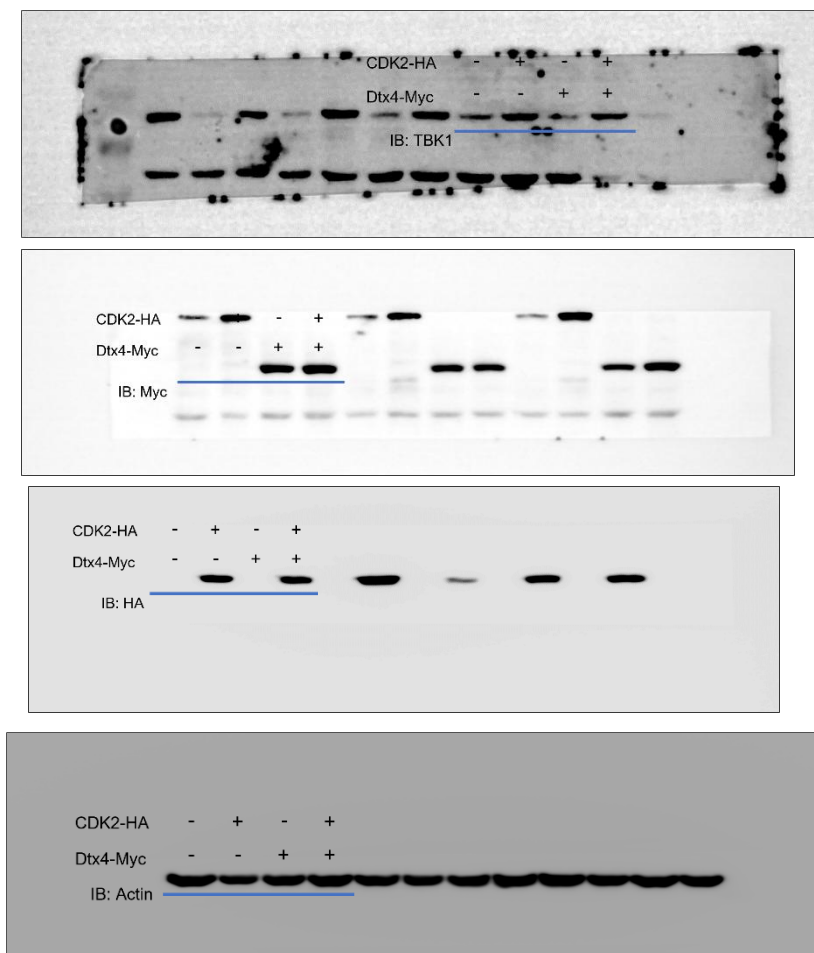 CDK2-HA - + - +
Dtx4-Myc - - + +
IB: TBK1
CDK2-HA - +
Dtx4-Myc - - + +
IB: Myc
CDK2-HA - + - +
Dtx4-Myc - - + +
IB: HA
CDK2-HA - + - +
Dtx4-Myc - - + +
IB: Actin